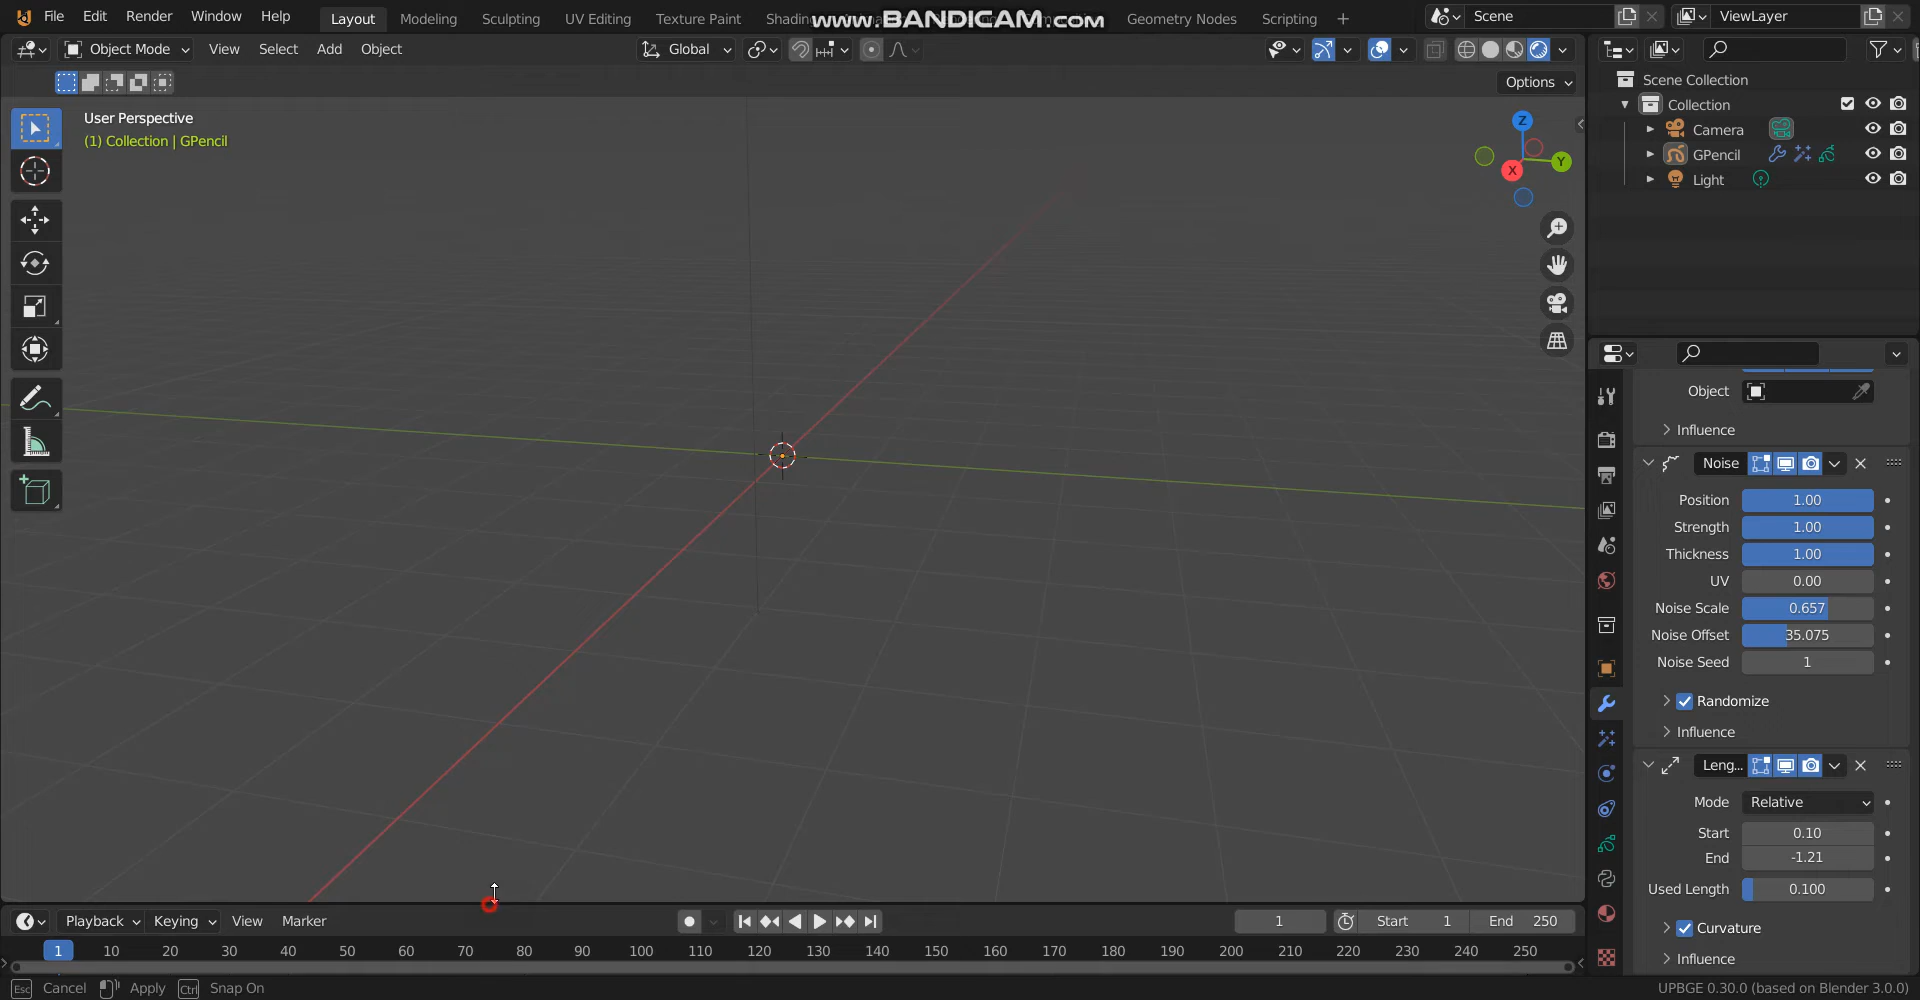 File Edit Render Window Help Layout Modeling Sculpting UV Editing Texture Paint Shading Geometry Nodes Scripting + Scene ViewLayer
www.BANDICAM.com
Object Mode View Select Add Object Global
Options
User Perspective
(1) Collection | GPencil
Z
Y
X
Scene Collection
Collection
Camera
GPencil
Light
Object
Influence
Noise
Position 1.00
Strength 1.00
Thickness 1.00
UV 0.00
Noise Scale 0.657
Noise Offset 35.075
Noise Seed 1
Randomize
Influence
Leng...
Mode Relative
Start 0.10
End -1.21
Used Length 0.100
Curvature
Influence
Playback Keying View Marker 1 Start 1 End 250
1 10 20 30 40 50 60 70 80 90 100 110 120 130 140 150 160 170 180 190 200 210 220 230 240 250
Esc Cancel Apply Ctrl Snap On UPBGE 0.30.0 (based on Blender 3.0.0)